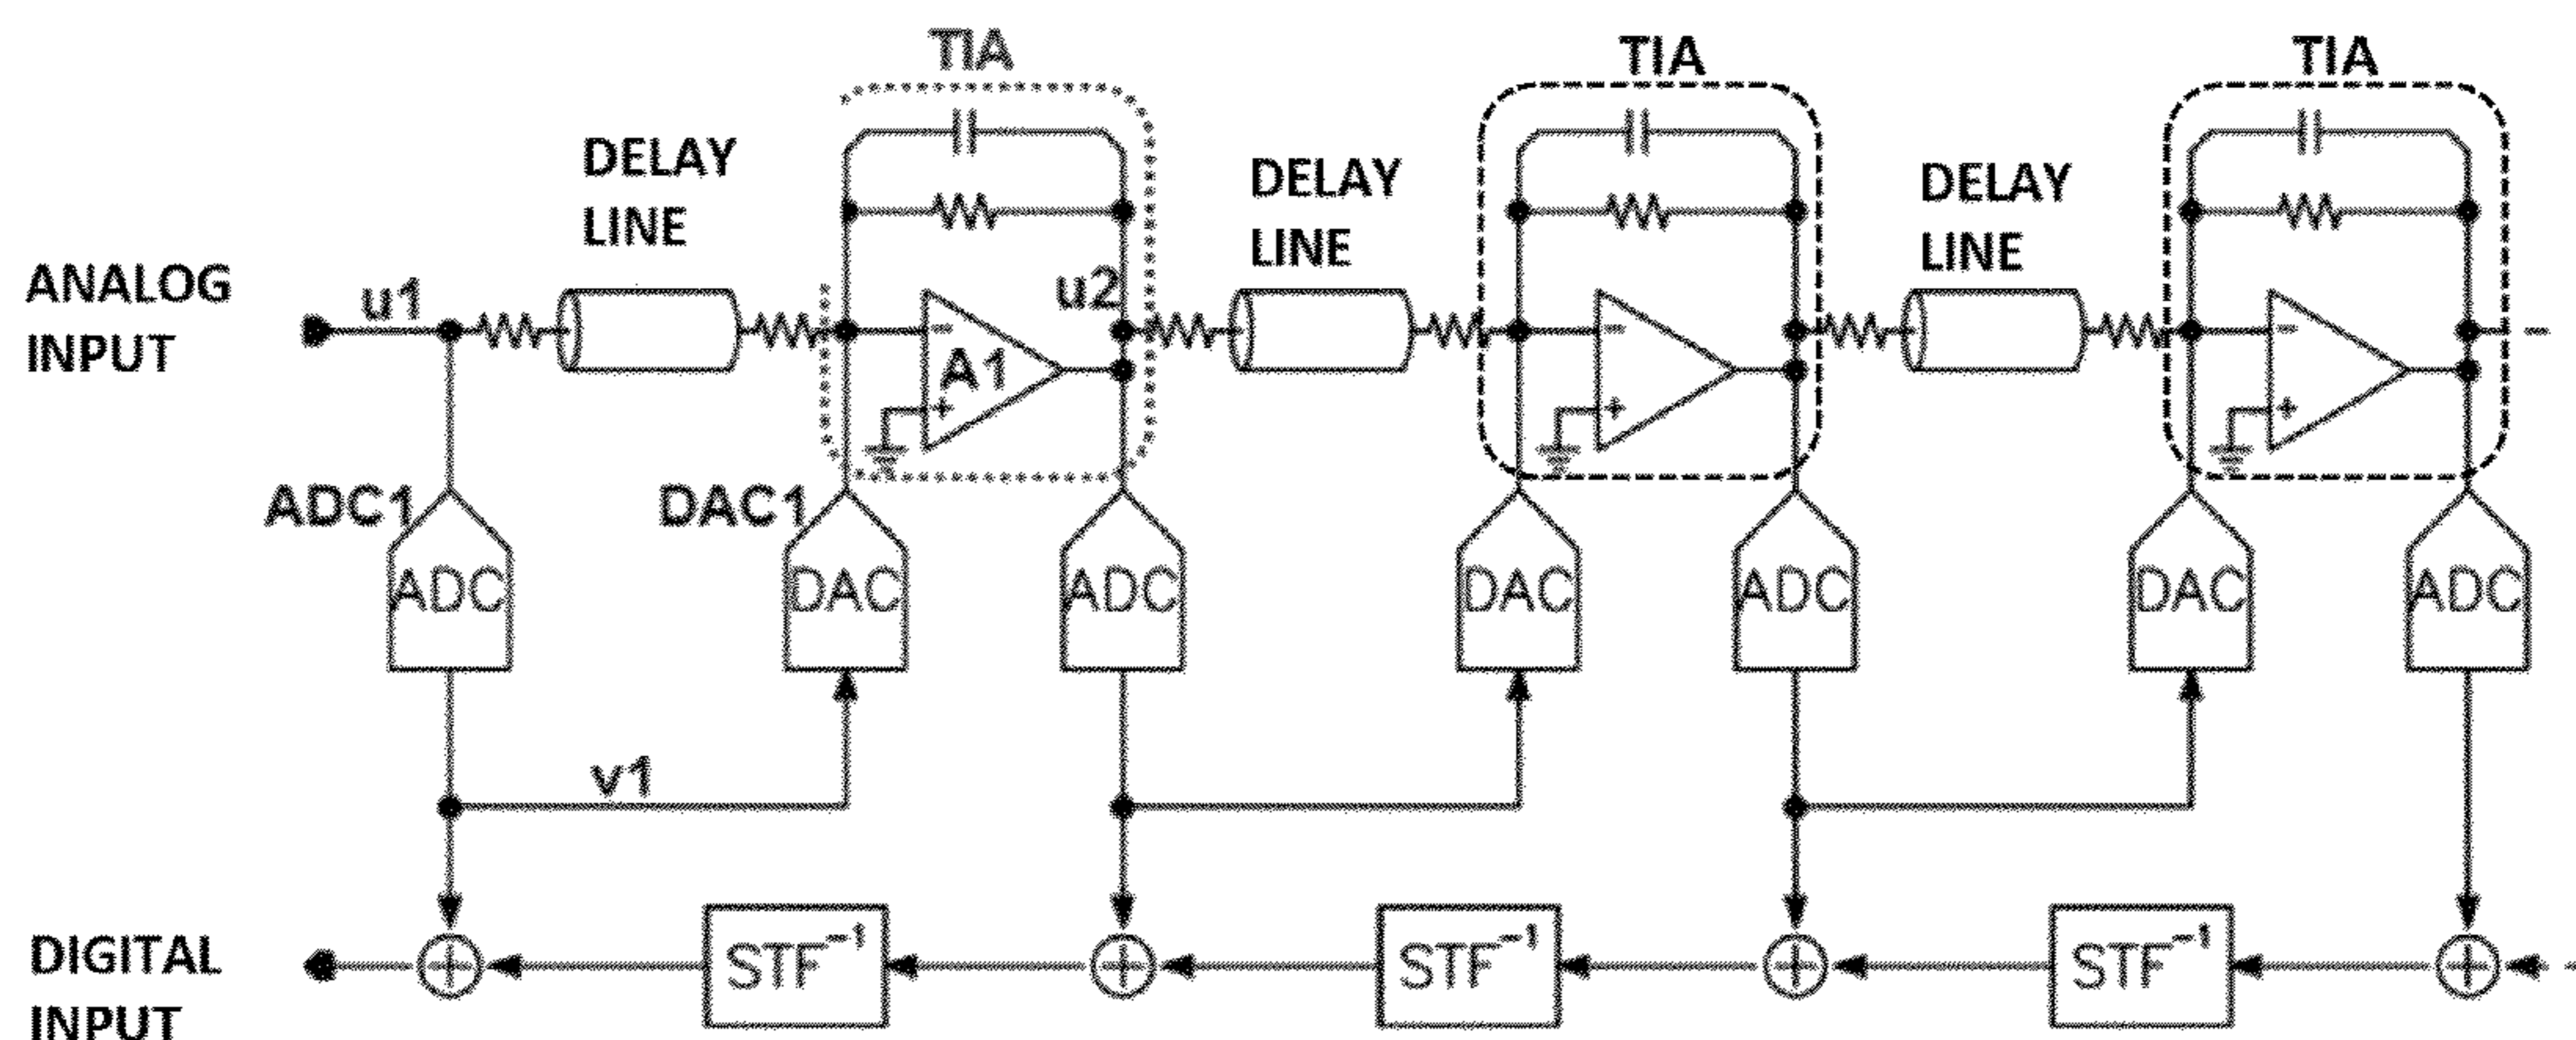 TIA
TIA
TIA
DELAY
LINE
DELAY
LINE
DELAY
LINE
ANALOG
INPUT
u1
u2
-
A1
+
-
+
-
+
ADC1
DAC1
ADC
DAC
ADC
DAC
ADC
DAC
ADC
v1
DIGITAL
INPUT
STF⁻¹
STF⁻¹
STF⁻¹